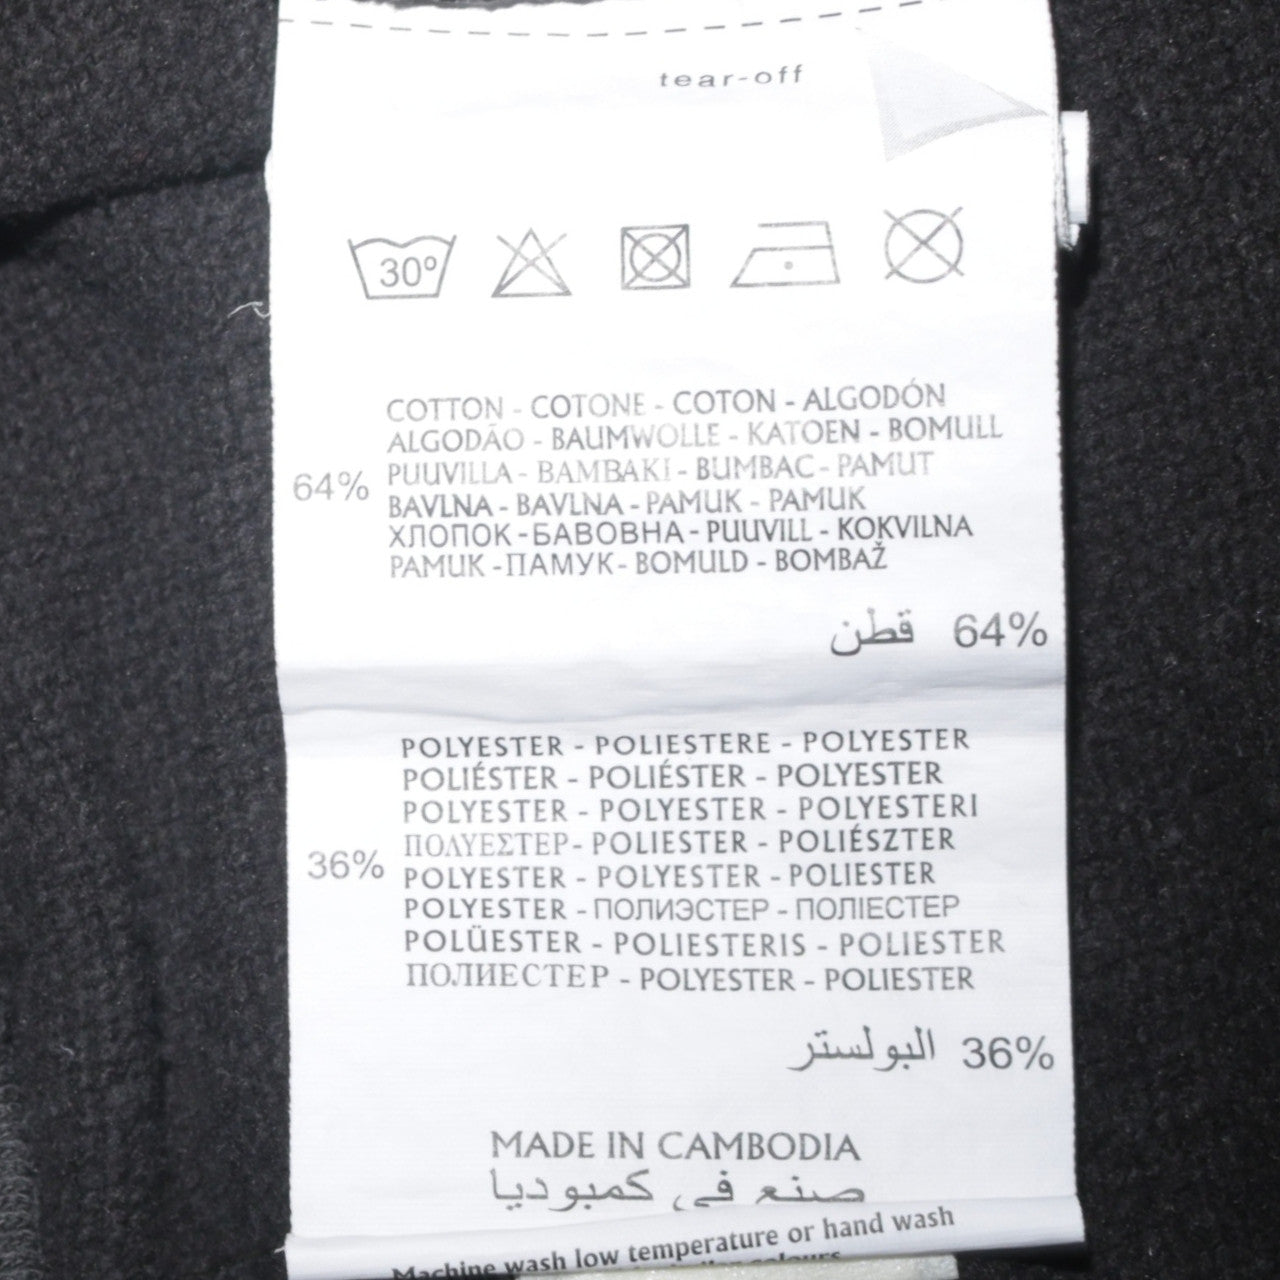 tear-off
30º
COTTON - COTONE - COTON - ALGODÓN
ALGODÃO - BAUMWOLLE - KATOEN - BOMULL
64% PUUVILLA - BAMBAKI - BUMBAC - PAMUT
BAVLNA - BAVLNA - PAMUK - PAMUK
ХЛОПОК - БАВОВНА - PUUVILL - KOKVILNA
PAMUK - ПАМУК - BOMULD - BOMBAŽ
قطن 64%
POLYESTER - POLIESTERE - POLYESTER
POLIÉSTER - POLIÉSTER - POLYESTER
POLYESTER - POLYESTER - POLYESTERI
ΠΟΛΥΕΣΤΕΡ - POLIESTER - POLIÉSZTER
36% POLYESTER - POLYESTER - POLIESTER
POLYESTER - ПОЛИЭСТЕР - ПОЛІЕСТЕР
POLÜESTER - POLIESTERIS - POLIESTER
ПОЛИЕСТЕР - POLYESTER - POLIESTER
البولستر 36%
MADE IN CAMBODIA
صنع في كمبوديا
Machine wash low temperature or hand wash
colours